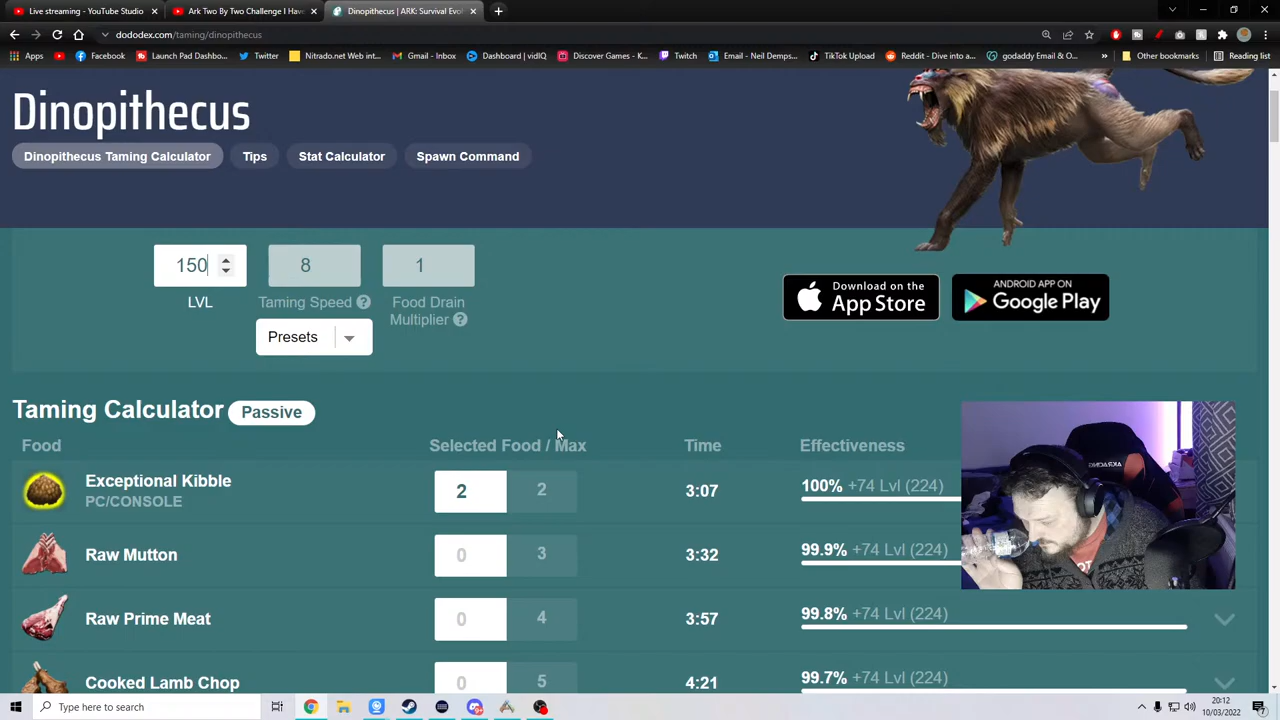 Live streaming - YouTube Studio
Ark Two By Two Challenge I Have
Dinopithecus | ARK: Survival Evol
dododex.com/taming/dinopithecus
Apps
Facebook
Launch Pad Dashbo...
Twitter
Nitrado.net Web int...
Gmail - Inbox
Dashboard | vidIQ
Discover Games - K...
Twitch
Email - Neil Demps...
TikTok Upload
Reddit - Dive into a...
godaddy Email & O...
»
Other bookmarks
Reading list
Dinopithecus
Dinopithecus Taming Calculator
Tips
Stat Calculator
Spawn Command
150
8
1
LVL
Taming Speed ?
Food Drain
Multiplier ?
Presets
Download on the
App Store
ANDROID APP ON
Google Play
Taming Calculator
Passive
Food
Selected Food / Max
Time
Effectiveness
Exceptional Kibble
PC/CONSOLE
2
2
3:07
100% +74 Lvl (224)
Raw Mutton
0
3
3:32
99.9% +74 Lvl (224)
Raw Prime Meat
0
4
3:57
99.8% +74 Lvl (224)
Cooked Lamb Chop
0
5
4:21
99.7% +74 Lvl (224)
AKRACING
Type here to search
20:12
10/03/2022
7